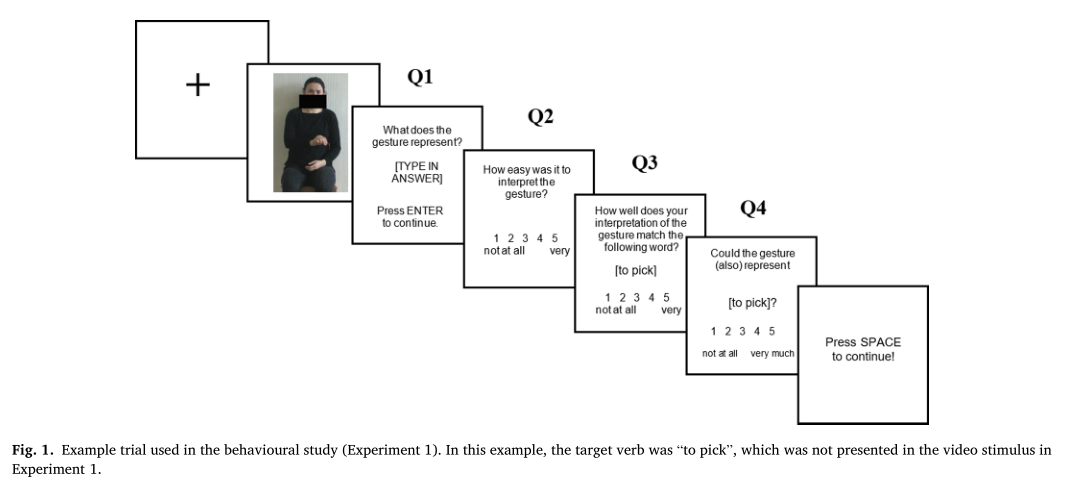 +
Q1
What does the
gesture represent?
[TYPE IN
ANSWER]
Press ENTER
to continue.
Q2
How easy was it to
interpret the
gesture?
1 2 3 4 5
not at all very
Q3
How well does your
interpretation of the
gesture match the
following word?
[to pick]
1 2 3 4 5
not at all very
Q4
Could the gesture
(also) represent
[to pick]?
1 2 3 4 5
not at all very much
Press SPACE
to continue!
Fig. 1. Example trial used in the behavioural study (Experiment 1). In this example, the target verb was “to pick”, which was not presented in the video stimulus in
Experiment 1.